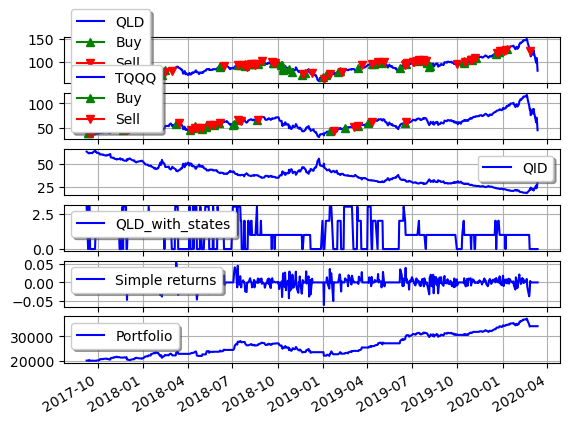 QLD
Buy
Sell
150
100
TQQQ
Buy
Sell
100
50
50
25
QID
2.5
0.0
QLD_with_states
0.05
0.00
−0.05
Simple returns
30000
20000
Portfolio
2017-10
2018-01
2018-04
2018-07
2018-10
2019-01
2019-04
2019-07
2019-10
2020-01
2020-04